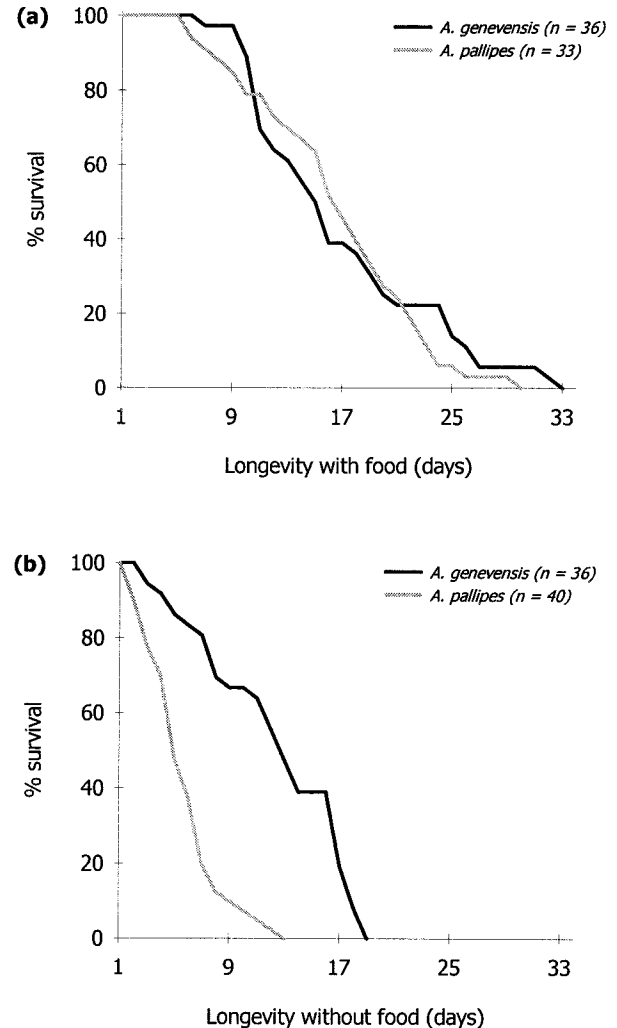 (a)
100
80
60
40
20
0
% survival
A. genevensis (n = 36)
A. pallipes (n = 33)
1 9 17 25 33
Longevity with food (days)
(b)
100
80
60
40
20
0
% survival
A. genevensis (n = 36)
A. pallipes (n = 40)
1 9 17 25 33
Longevity without food (days)